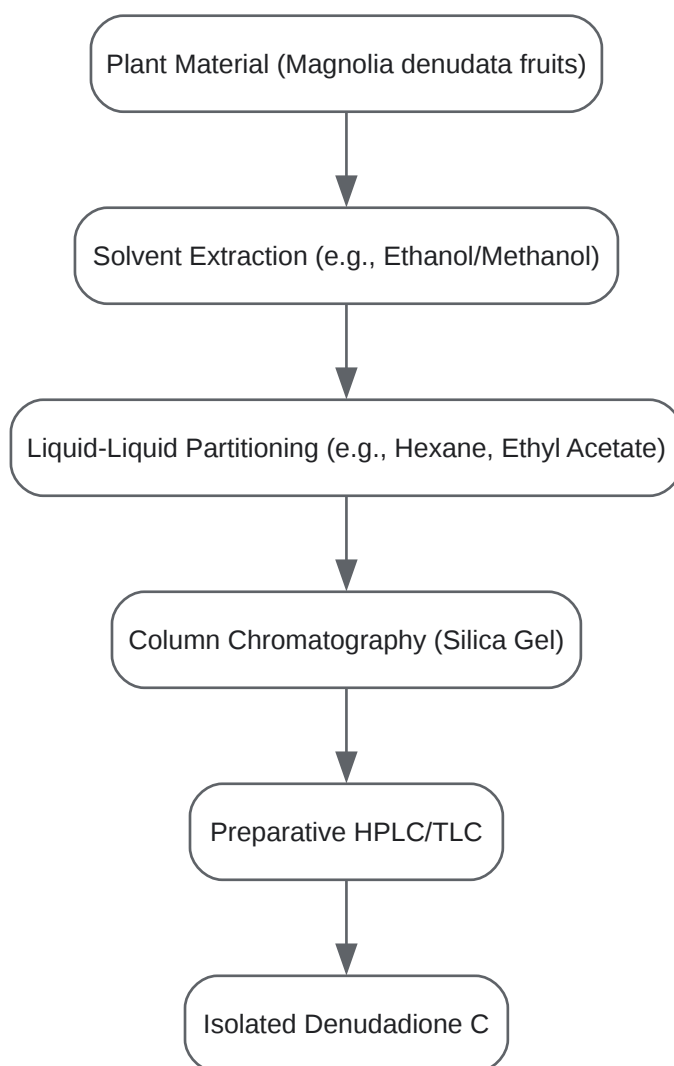 Plant Material (Magnolia denudata fruits)
Solvent Extraction (e.g., Ethanol/Methanol)
Liquid-Liquid Partitioning (e.g., Hexane, Ethyl Acetate)
Column Chromatography (Silica Gel)
Preparative HPLC/TLC
Isolated Denudadione C